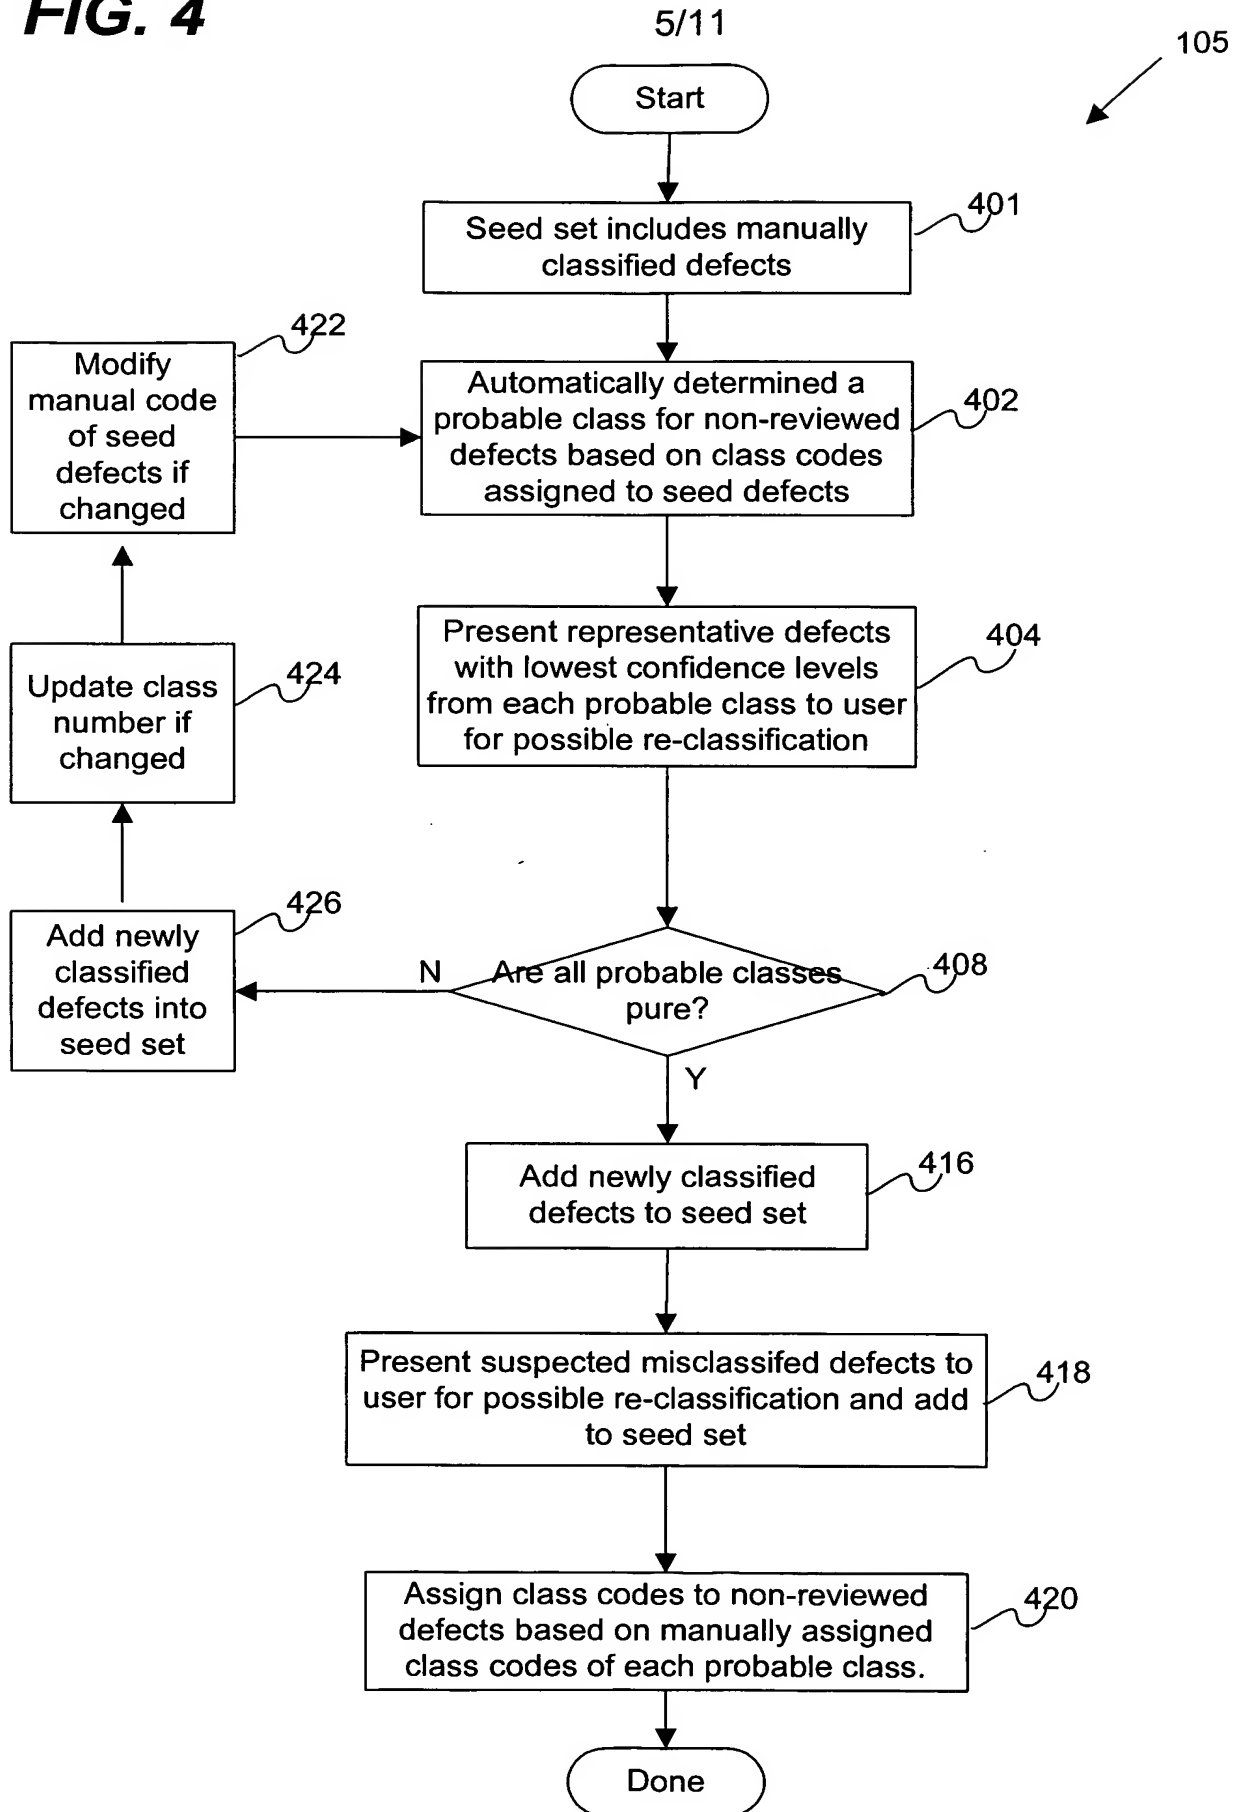 FIG. 4
5/11
105
Start
Seed set includes manually
classified defects
401
422
Modify
manual code
of seed
defects if
changed
Automatically determined a
probable class for non-reviewed
defects based on class codes
assigned to seed defects
402
Present representative defects
with lowest confidence levels
from each probable class to user
for possible re-classification
404
Update class
number if
changed
424
Add newly
classified
defects into
seed set
426
N
Are all probable classes
pure?
408
Y
Add newly classified
defects to seed set
416
Present suspected misclassifed defects to
user for possible re-classification and add
to seed set
418
Assign class codes to non-reviewed
defects based on manually assigned
class codes of each probable class.
420
Done